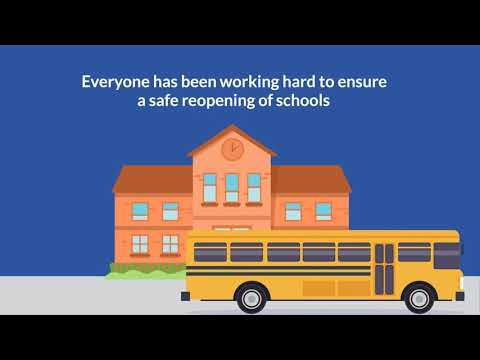 Everyone has been working hard to ensure
a safe reopening of schools